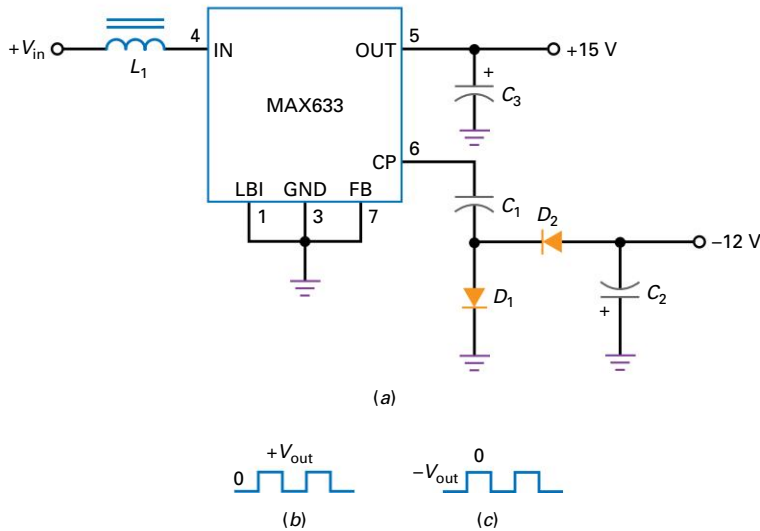 +Vin
L1
4
IN
OUT
5
+15 V
MAX633
+
C3
CP
6
LBI
GND
FB
1
3
7
C1
D2
−12 V
D1
+
C2
(a)
+Vout
0
(b)
0
−Vout
(c)